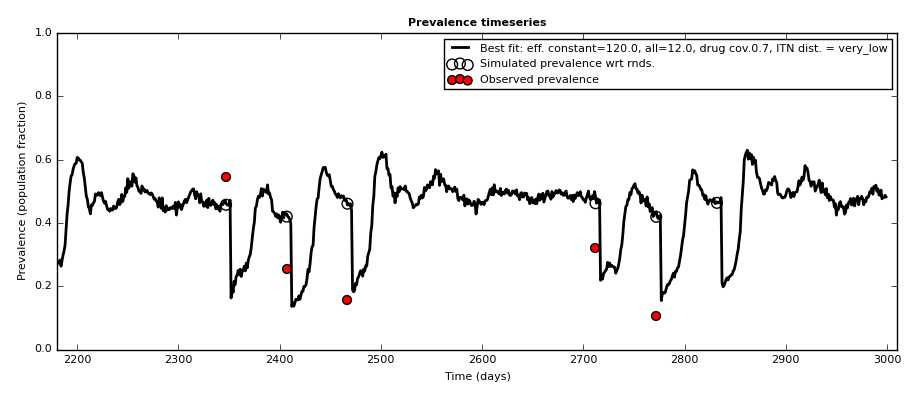 Prevalence timeseries
Best fit: eff. constant=120.0, all=12.0, drug cov.0.7, ITN dist. = very_low
Simulated prevalence wrt rnds.
Observed prevalence
Prevalence (population fraction)
1.0
0.8
0.6
0.4
0.2
0.0
2200 2300 2400 2500 2600 2700 2800 2900 3000
Time (days)